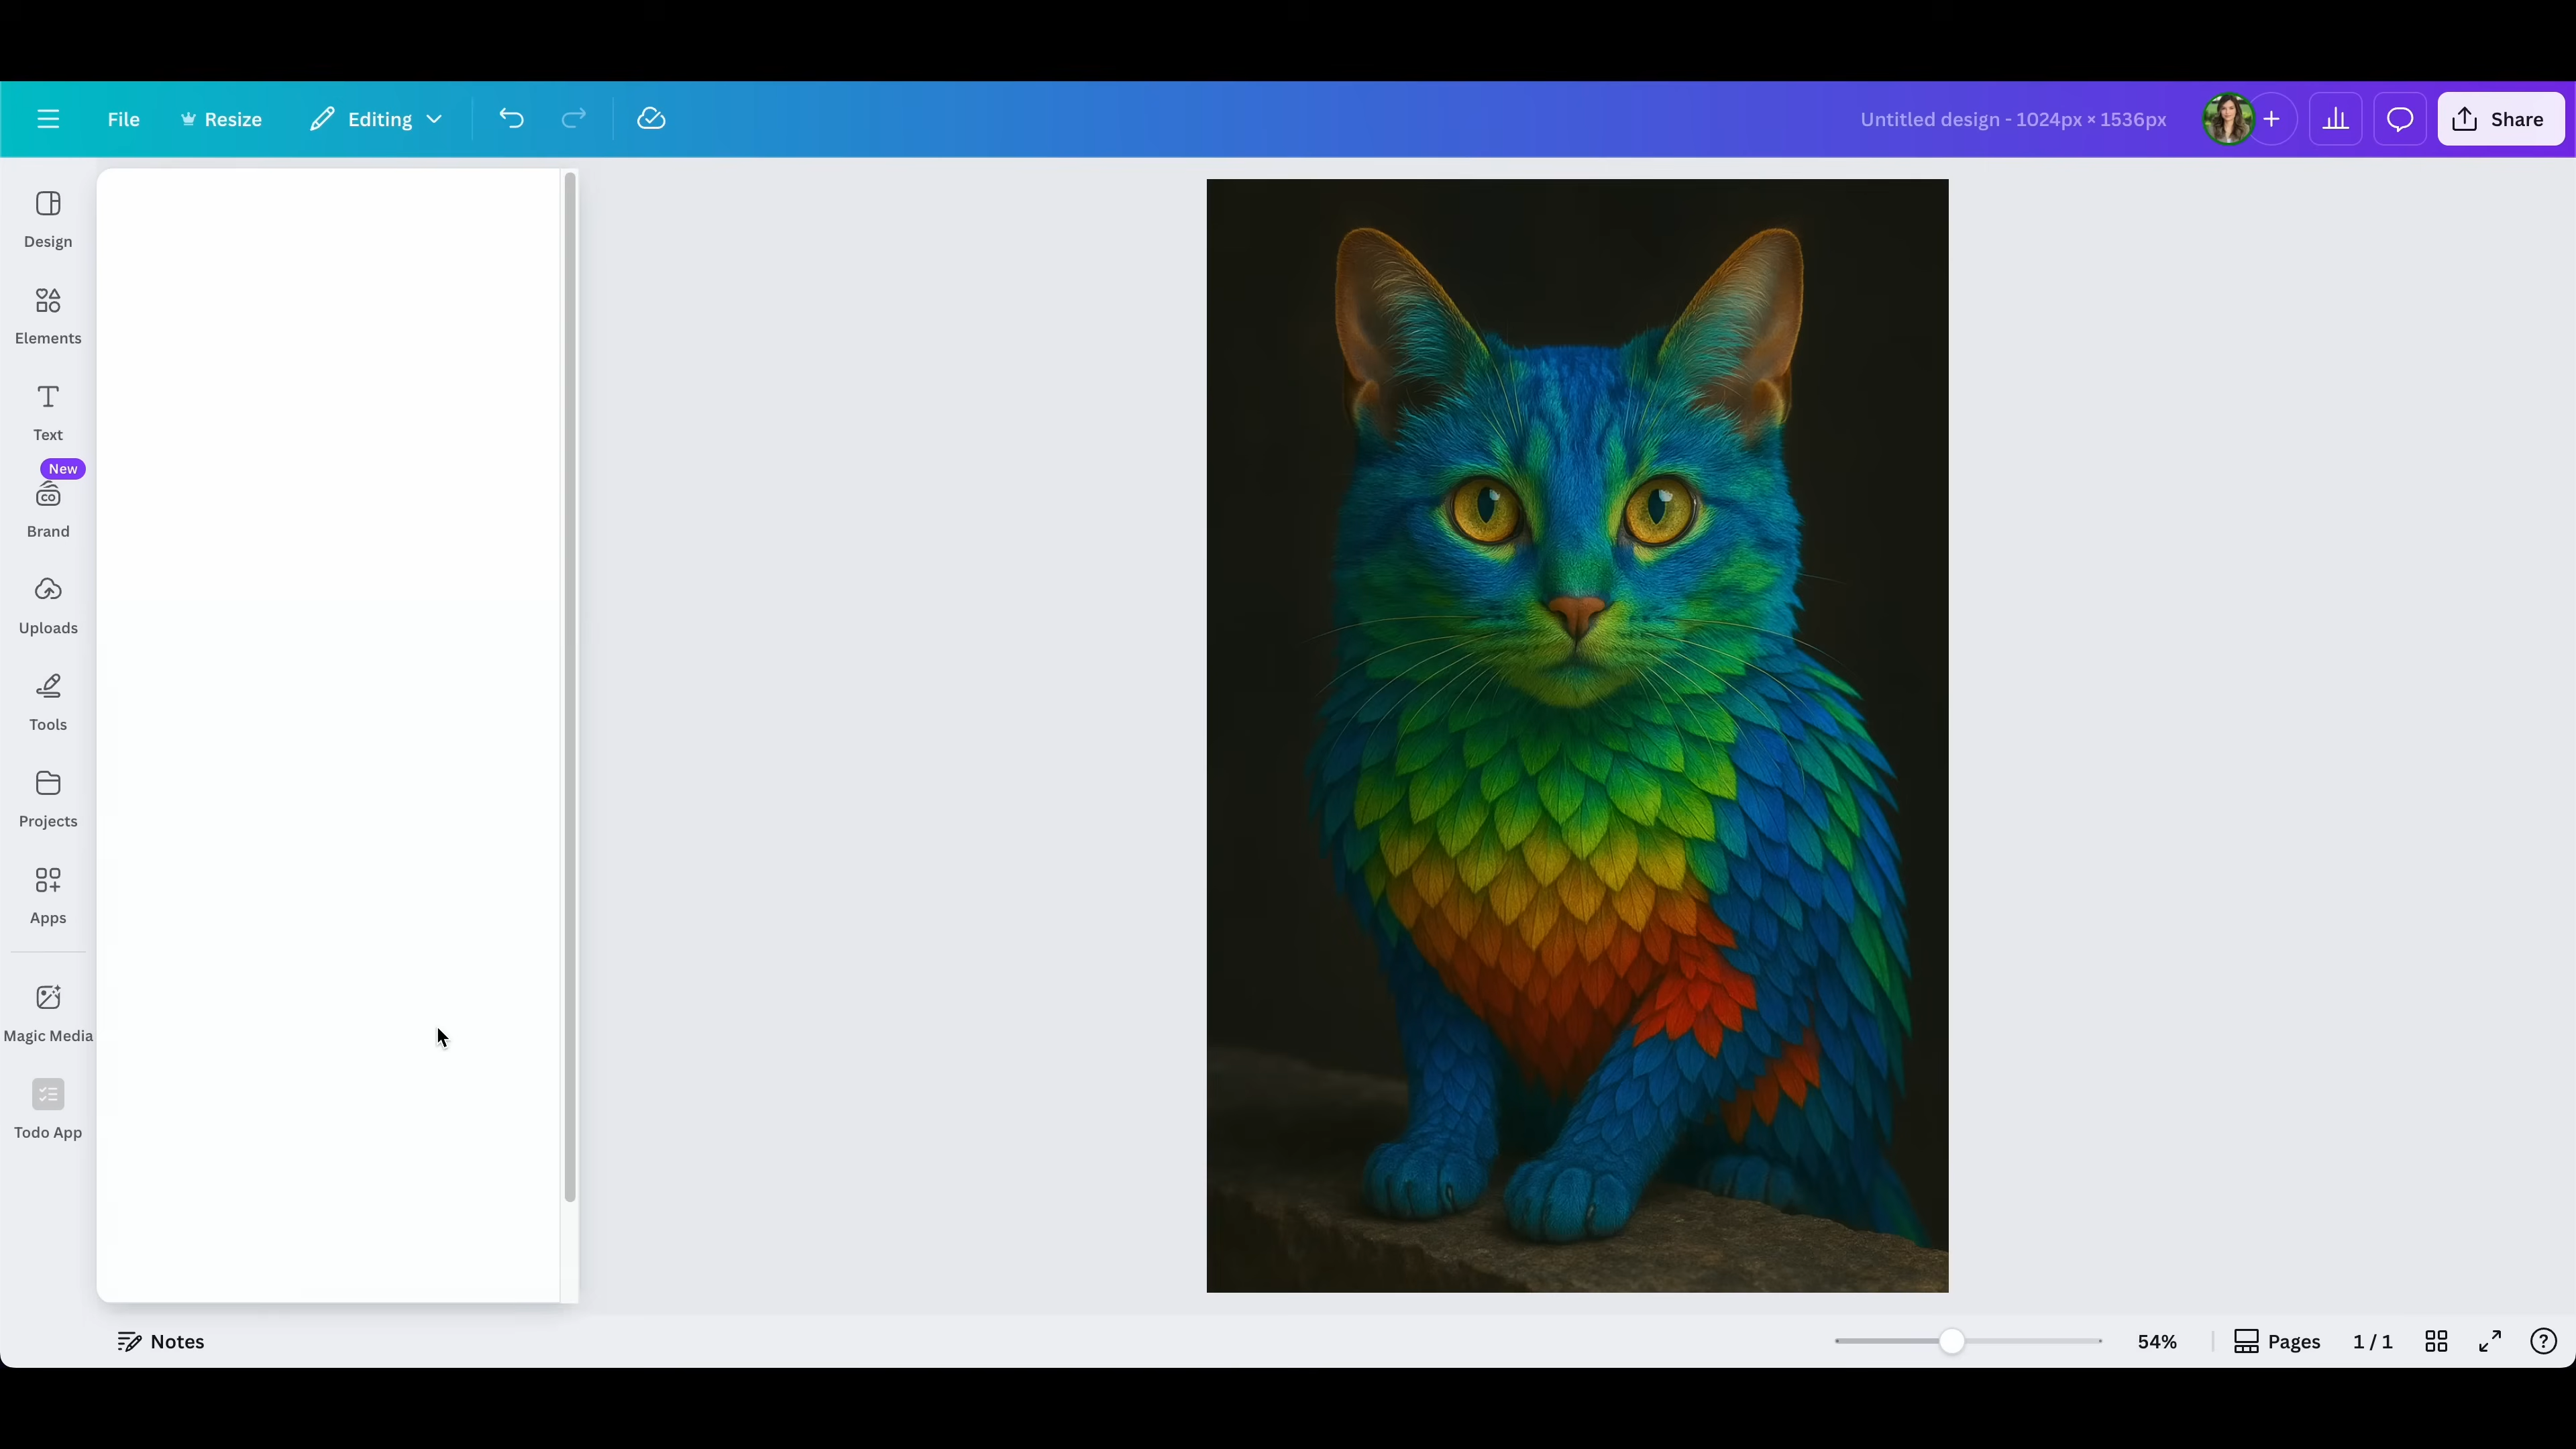 File
Resize
Editing
Untitled design - 1024px × 1536px
Share
Design
Elements
Text
New
CO
Brand
Uploads
Tools
Projects
Apps
Magic Media
Todo App
Notes
54%
Pages
1 / 1